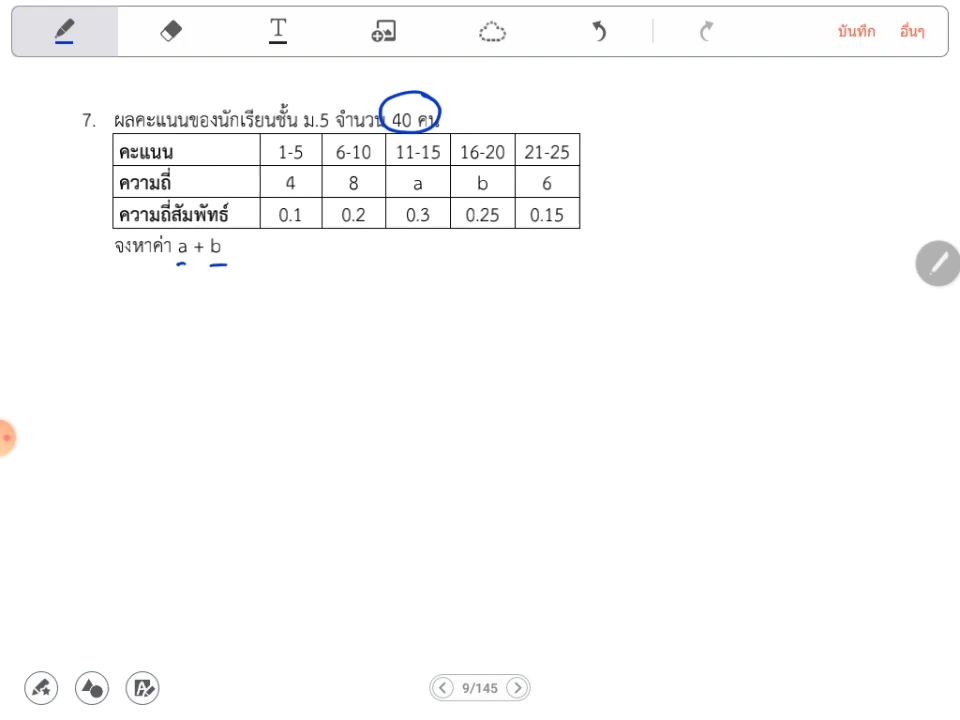 T บันทึก อื่นๆ
7. ผลคะแนนของนักเรียนชั้น ม.5 จำนวน 40 คน
คะแนน 1-5 6-10 11-15 16-20 21-25
ความถี่ 4 8 a b 6
ความถี่สัมพัทธ์ 0.1 0.2 0.3 0.25 0.15
จงหาค่า a + b
9/145